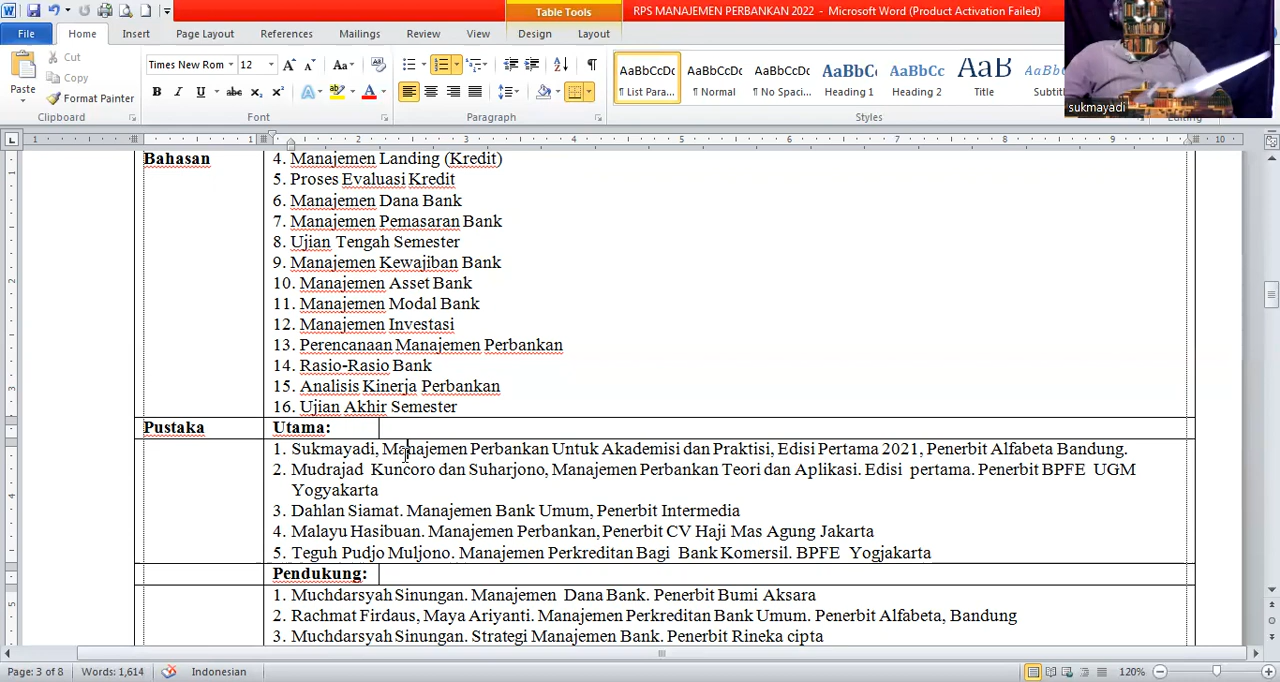 Table Tools
RPS MANAJEMEN PERBANKAN 2022 - Microsoft Word (Product Activation Failed)
File Home Insert Page Layout References Mailings Review View Design Layout
Paste
Cut
Copy
Format Painter
Clipboard
Times New Rom 12
Font
Paragraph
AaBbCcDc AaBbCcDc AaBbCcDc AaBbC AaBbCc AaB
¶ List Para... ¶ Normal ¶ No Spaci... Heading 1 Heading 2 Title
Styles
Editing
sukmayadi
Bahasan
4. Manajemen Landing (Kredit)
5. Proses Evaluasi Kredit
6. Manajemen Dana Bank
7. Manajemen Pemasaran Bank
8. Ujian Tengah Semester
9. Manajemen Kewajiban Bank
10. Manajemen Asset Bank
11. Manajemen Modal Bank
12. Manajemen Investasi
13. Perencanaan Manajemen Perbankan
14. Rasio-Rasio Bank
15. Analisis Kinerja Perbankan
16. Ujian Akhir Semester
Pustaka
Utama:
1. Sukmayadi, Manajemen Perbankan Untuk Akademisi dan Praktisi, Edisi Pertama 2021, Penerbit Alfabeta Bandung.
2. Mudrajad Kuncoro dan Suharjono, Manajemen Perbankan Teori dan Aplikasi. Edisi pertama. Penerbit BPFE UGM
Yogyakarta
3. Dahlan Siamat. Manajemen Bank Umum, Penerbit Intermedia
4. Malayu Hasibuan. Manajemen Perbankan, Penerbit CV Haji Mas Agung Jakarta
5. Teguh Pudjo Muljono. Manajemen Perkreditan Bagi Bank Komersil. BPFE Yogjakarta
Pendukung:
1. Muchdarsyah Sinungan. Manajemen Dana Bank. Penerbit Bumi Aksara
2. Rachmat Firdaus, Maya Ariyanti. Manajemen Perkreditan Bank Umum. Penerbit Alfabeta, Bandung
3. Muchdarsyah Sinungan. Strategi Manajemen Bank. Penerbit Rineka cipta
Page: 3 of 8 Words: 1,614 Indonesian 120%